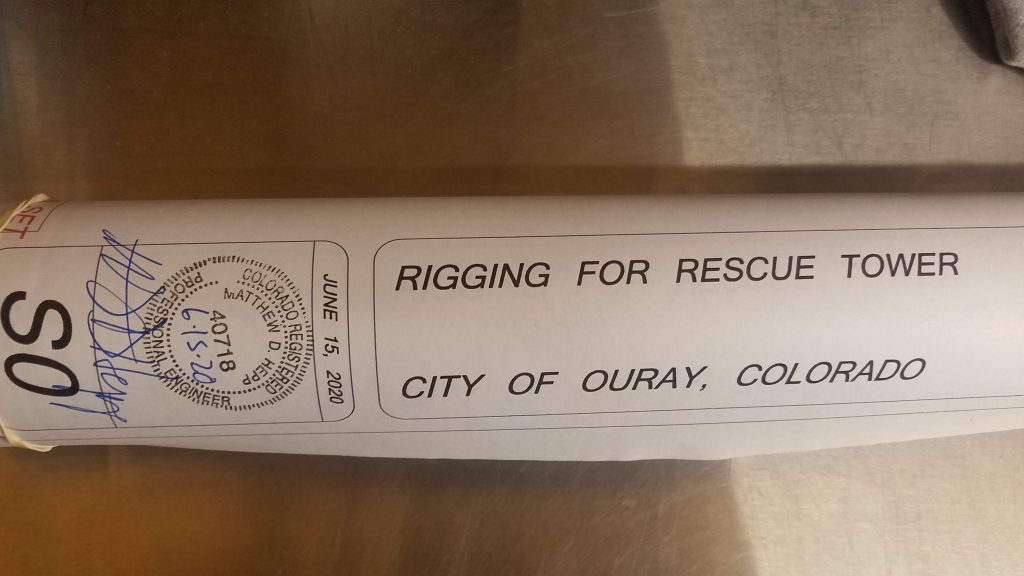 SET
S0
COLORADO REGISTERED
MATTHEW D. HEPP
40718
6-15-20
PROFESSIONAL ENGINEER
JUNE 15, 2020
RIGGING FOR RESCUE TOWER
CITY OF OURAY, COLORADO